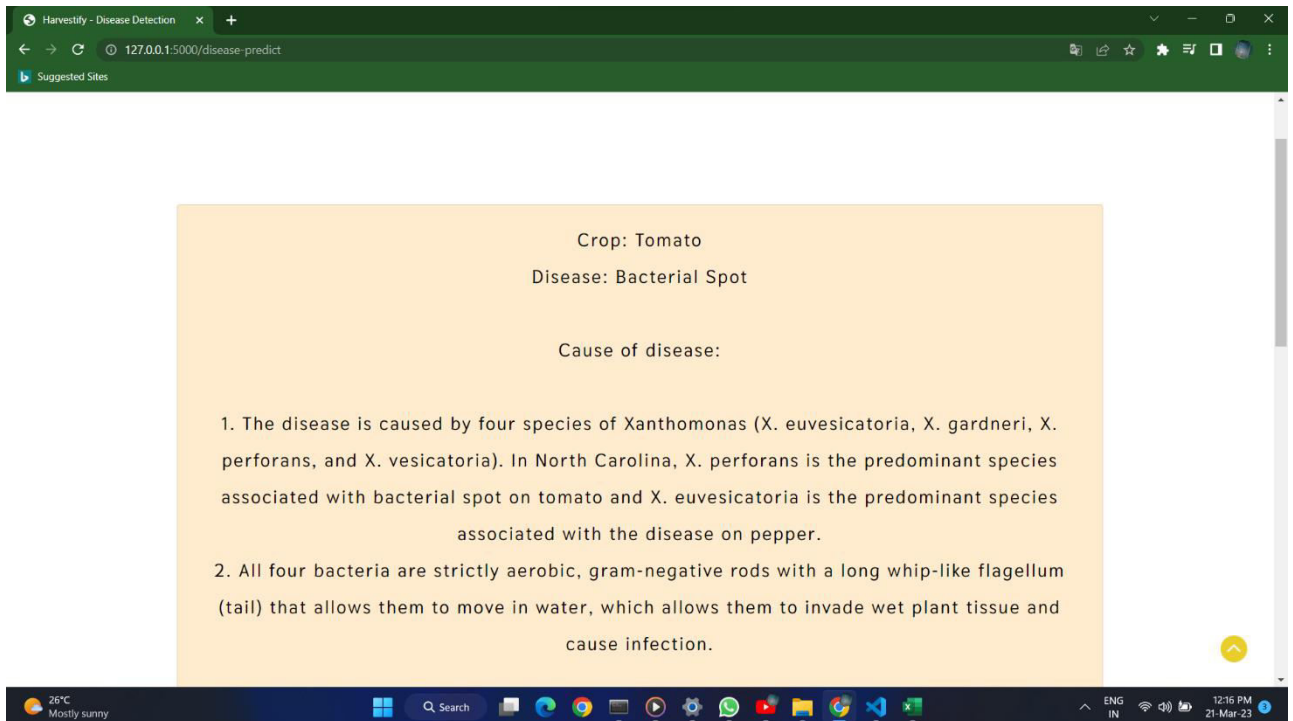 Harvestify - Disease Detection
127.0.0.1:5000/disease-predict
Suggested Sites
Crop: Tomato
Disease: Bacterial Spot
Cause of disease:
1. The disease is caused by four species of Xanthomonas (X. euvesicatoria, X. gardneri, X.
perforans, and X. vesicatoria). In North Carolina, X. perforans is the predominant species
associated with bacterial spot on tomato and X. euvesicatoria is the predominant species
associated with the disease on pepper.
2. All four bacteria are strictly aerobic, gram-negative rods with a long whip-like flagellum
(tail) that allows them to move in water, which allows them to invade wet plant tissue and
cause infection.
26°C
Mostly sunny
Search
ENG
IN
12:16 PM
21-Mar-23
3